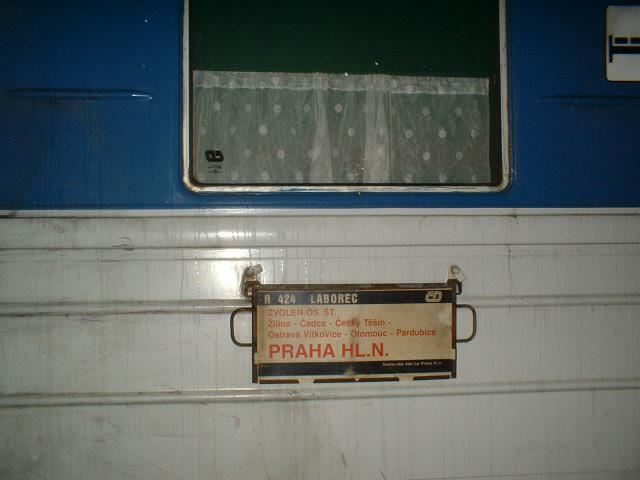 R 424 LABOREC
ZVOLEN OS. ST.
Žilina - Čadca - Český Těšín -
Ostrava Vítkovice - Olomouc - Pardubice
PRAHA HL.N.